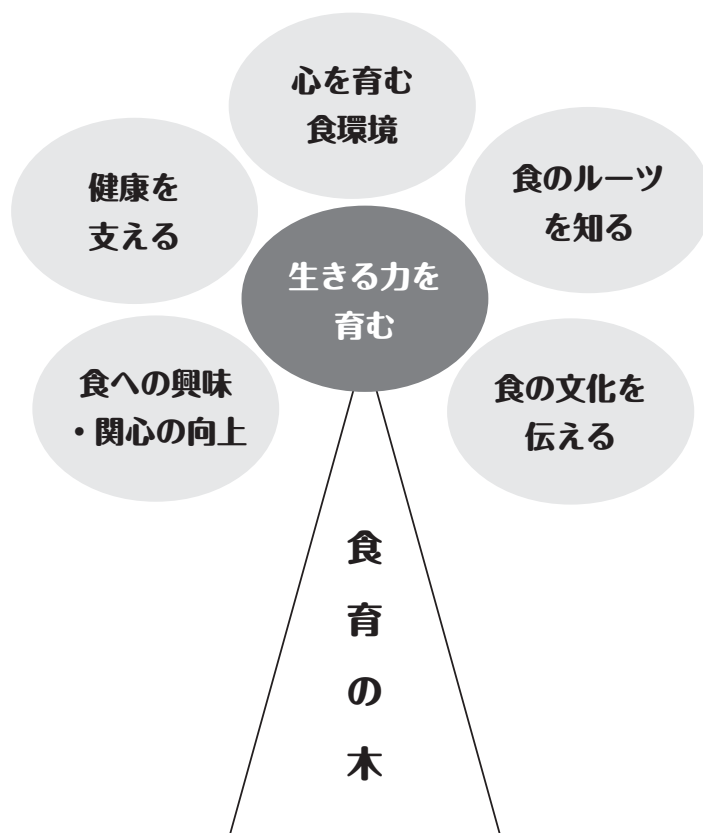 心を育む
食環境
健康を
支える
食のルーツ
を知る
生きる力を
育む
食への興味
・関心の向上
食の文化を
伝える
食育の木